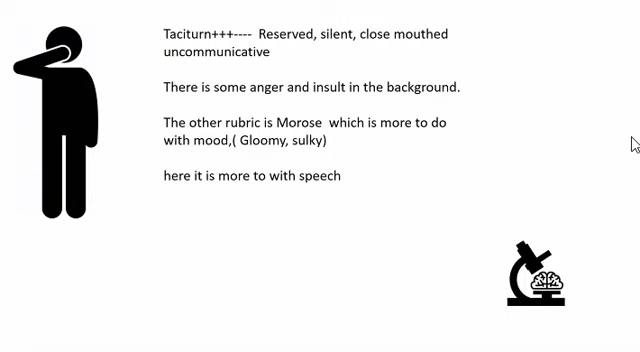 Taciturn+++---- Reserved, silent, close mouthed
uncommunicative
There is some anger and insult in the background.
The other rubric is Morose which is more to do
with mood,( Gloomy, sulky)
here it is more to with speech